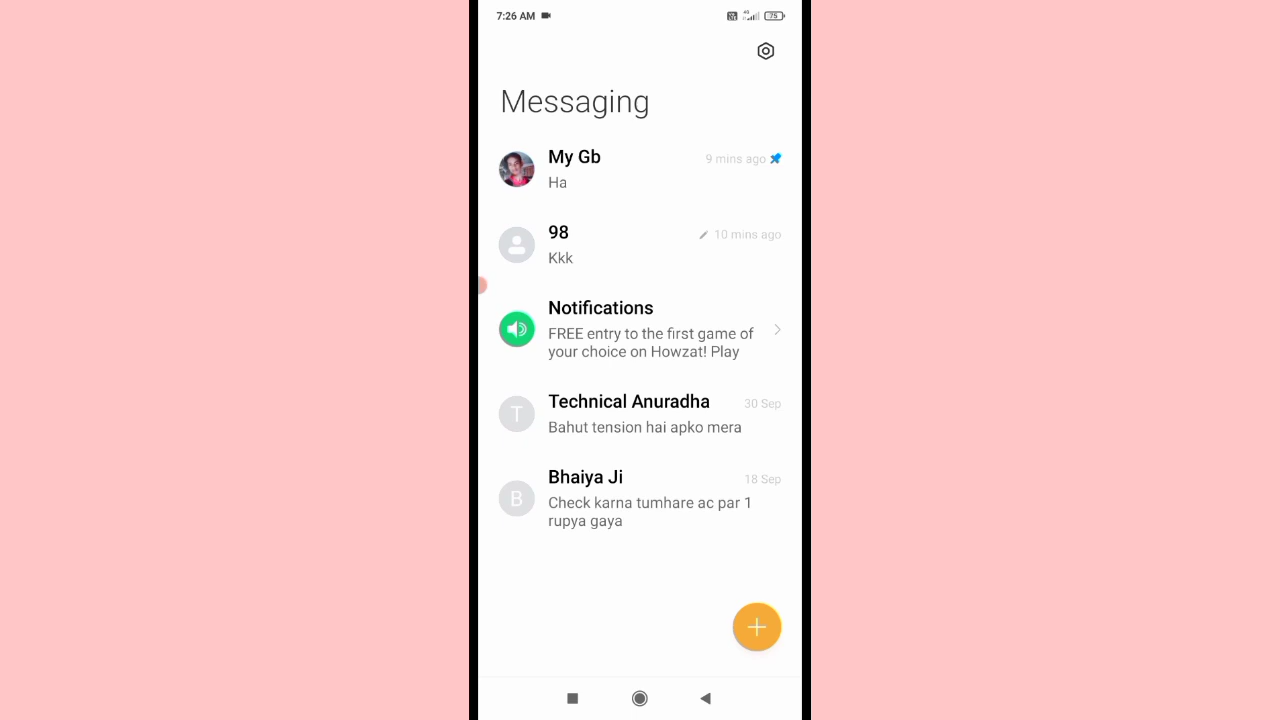 7:26 AM
4G
75
Messaging
My Gb
9 mins ago
Ha
98
10 mins ago
Kkk
Notifications
FREE entry to the first game of
your choice on Howzat! Play
T
Technical Anuradha
30 Sep
Bahut tension hai apko mera
B
Bhaiya Ji
18 Sep
Check karna tumhare ac par 1
rupya gaya